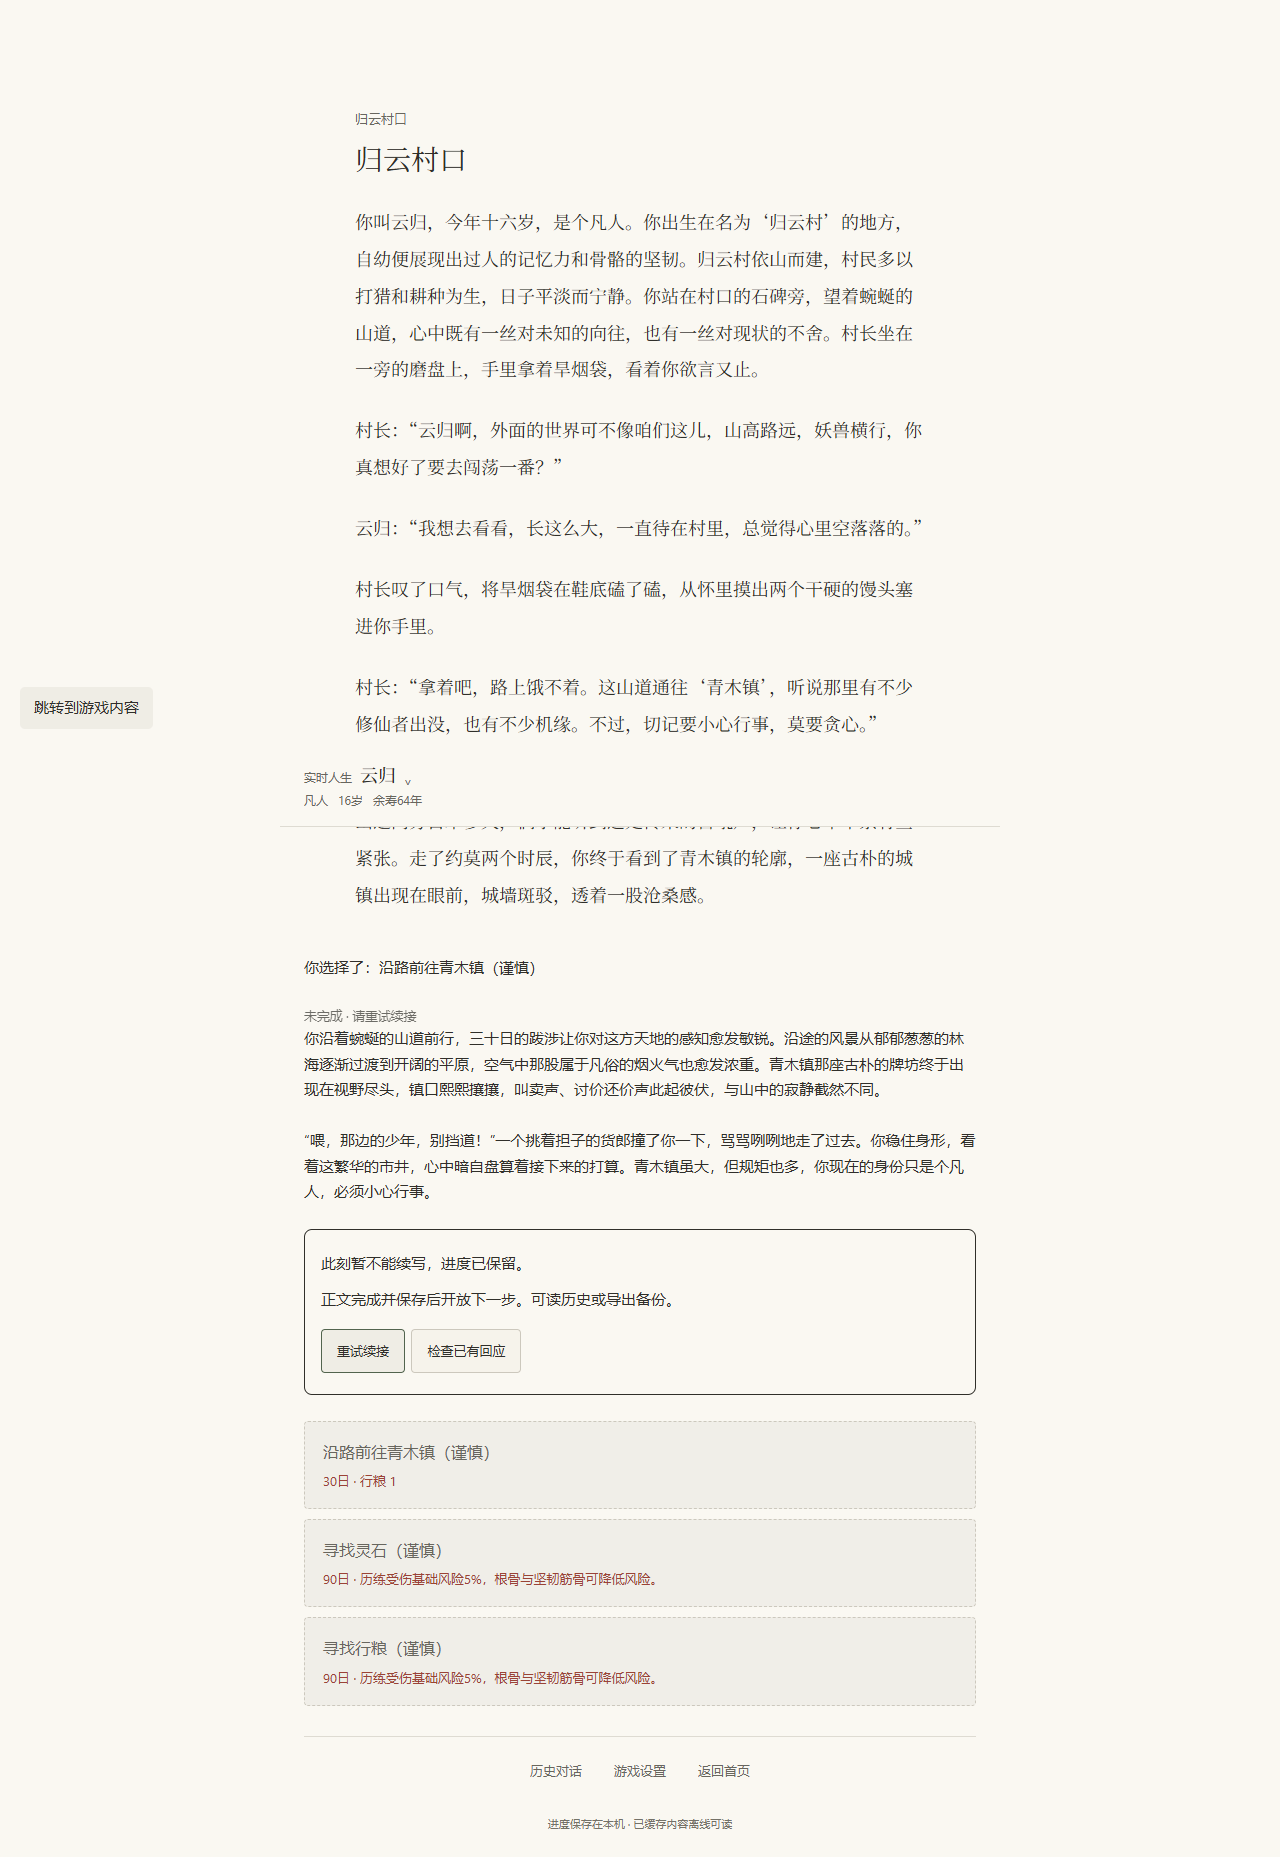 归云村口
归云村口
你叫云归，今年十六岁，是个凡人。你出生在名为‘归云村’的地方，
自幼便展现出过人的记忆力和骨骼的坚韧。归云村依山而建，村民多以
打猎和耕种为生，日子平淡而宁静。你站在村口的石碑旁，望着蜿蜒的
山道，心中既有一丝对未知的向往，也有一丝对现状的不舍。村长坐在
一旁的磨盘上，手里拿着旱烟袋，看着你欲言又止。
村长：“云归啊，外面的世界可不像咱们这儿，山高路远，妖兽横行，你
真想好了要去闯荡一番？”
云归：“我想去看看，长这么大，一直待在村里，总觉得心里空落落的。”
村长叹了口气，将旱烟袋在鞋底磕了磕，从怀里摸出两个干硬的馒头塞
进你手里。
村长：“拿着吧，路上饿不着。这山道通往‘青木镇’，听说那里有不少
修仙者出没，也有不少机缘。不过，切记要小心行事，莫要贪心。”
跳转到游戏内容
实时人生 云归 v
凡人 16岁 余寿64年
紧张。走了约莫两个时辰，你终于看到了青木镇的轮廓，一座古朴的城
镇出现在眼前，城墙斑驳，透着一股沧桑感。
你选择了：沿路前往青木镇（谨慎）
未完成 · 请重试续接
你沿着蜿蜒的山道前行，三十日的跋涉让你对这方天地的感知愈发敏锐。沿途的风景从郁郁葱葱的林
海逐渐过渡到开阔的平原，空气中那股属于凡俗的烟火气也愈发浓重。青木镇那座古朴的牌坊终于出
现在视野尽头，镇口熙熙攘攘，叫卖声、讨价还价声此起彼伏，与山中的寂静截然不同。
“喂，那边的少年，别挡道！”一个挑着担子的货郎撞了你一下，骂骂咧咧地走了过去。你稳住身形，看
着这繁华的市井，心中暗自盘算着接下来的打算。青木镇虽大，但规矩也多，你现在的身份只是个凡
人，必须小心行事。
此刻暂不能续写，进度已保留。
正文完成并保存后开放下一步。可读历史或导出备份。
重试续接 检查已有回应
沿路前往青木镇（谨慎）
30日 · 行粮 1
寻找灵石（谨慎）
90日 · 历练受伤基础风险5%，根骨与坚韧筋骨可降低风险。
寻找行粮（谨慎）
90日 · 历练受伤基础风险5%，根骨与坚韧筋骨可降低风险。
历史对话 游戏设置 返回首页
进度保存在本机 · 已缓存内容离线可读